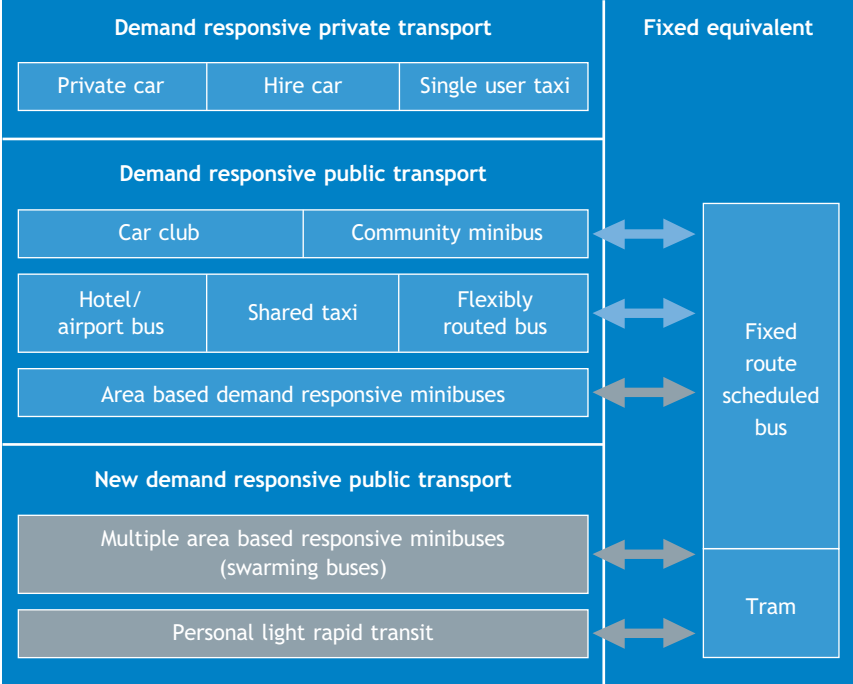 Demand responsive private transport
Fixed equivalent
Private car
Hire car
Single user taxi
Demand responsive public transport
Car club
Community minibus
Hotel/
airport bus
Shared taxi
Flexibly
routed bus
Area based demand responsive minibuses
Fixed
route
scheduled
bus
New demand responsive public transport
Multiple area based responsive minibuses
(swarming buses)
Personal light rapid transit
Tram